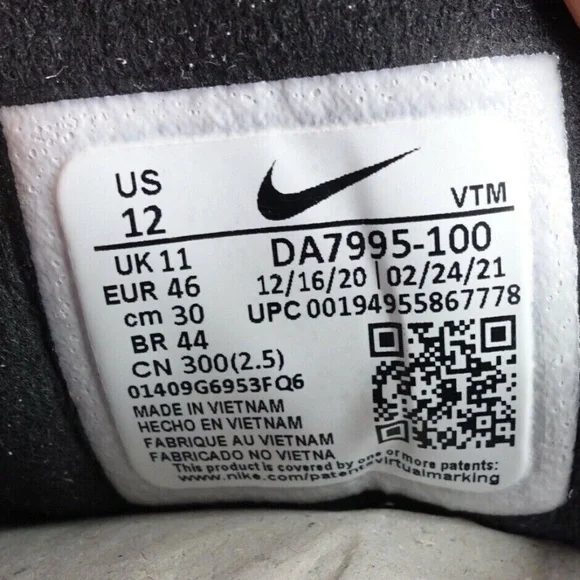 US
12
VTM
UK 11
DA7995-100
EUR 46
12/16/20 | 02/24/21
cm 30
UPC 00194955867778
BR 44
CN 300(2.5)
01409G6953FQ6
MADE IN VIETNAM
HECHO EN VIETNAM
FABRIQUE AU VIETNAM
FABRICADO NO VIETNA
This product is covered by one or more patents:
www.nike.com/patentsvirtualmarking